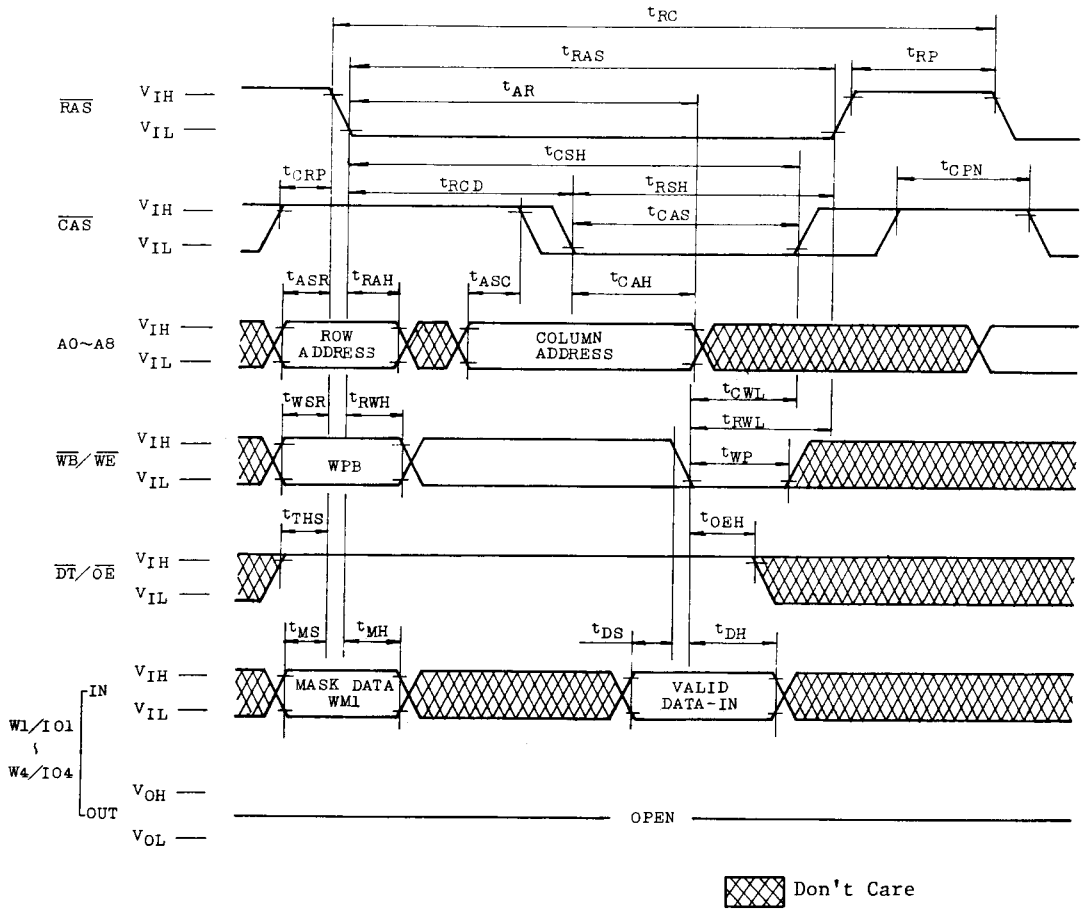 tRC
tRAS
tRP
tAR
RAS
VIH
VIL
tCSH
tCRP
tRCD
tRSH
tCPN
tCAS
CAS
VIH
VIL
tASR
tRAH
tASC
tCAH
A0~A8
VIH
VIL
ROW
ADDRESS
COLUMN
ADDRESS
tCWL
tWSR
tRWH
tRWL
WB/WE
VIH
VIL
WPB
tWP
tTHS
tOEH
DT/OE
VIH
VIL
tMS
tMH
tDS
tDH
VIH
VIL
IN
MASK DATA
WM1
VALID
DATA-IN
W1/IO1
~
W4/IO4
VOH
OUT
OPEN
VOL
Don't Care